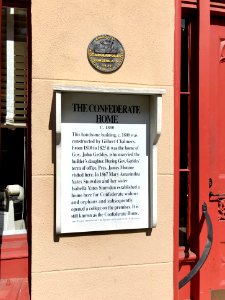 THE CONFEDERATE
HOME
C. 1800
This handsome building, c. 1800 was
constructed by Gilbert Chalmers.
From 1810 to 1825 it was the home of
Gov. John Geddes, who married the
builder's daughter. During Gov. Geddes'
term of office, Pres. James Monroe
visited here. In 1867 Mary Amarinthia
Yates Snowden and her sister
Isabella Yates Snowden established a
home here for Confederate widows
and orphans and subsequently
opened a college on the premises. It is
still known as the Confederate Home.